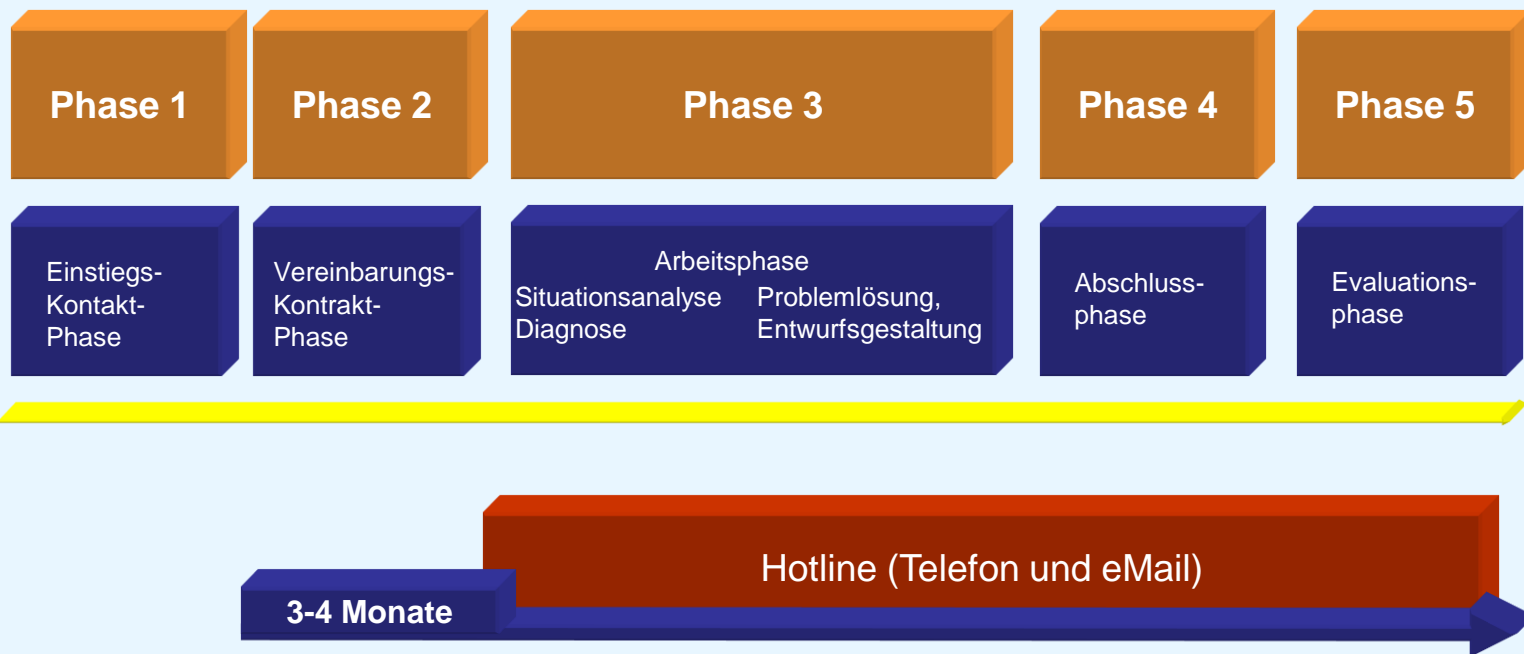 Phase 1
Phase 2
Phase 3
Phase 4
Phase 5
Einstiegs-
Kontakt-
Phase
Vereinbarungs-
Kontrakt-
Phase
Arbeitsphase
Situationsanalyse
Diagnose
Problemlösung,
Entwurfsgestaltung
Abschluss-
phase
Evaluations-
phase
Hotline (Telefon und eMail)
3-4 Monate